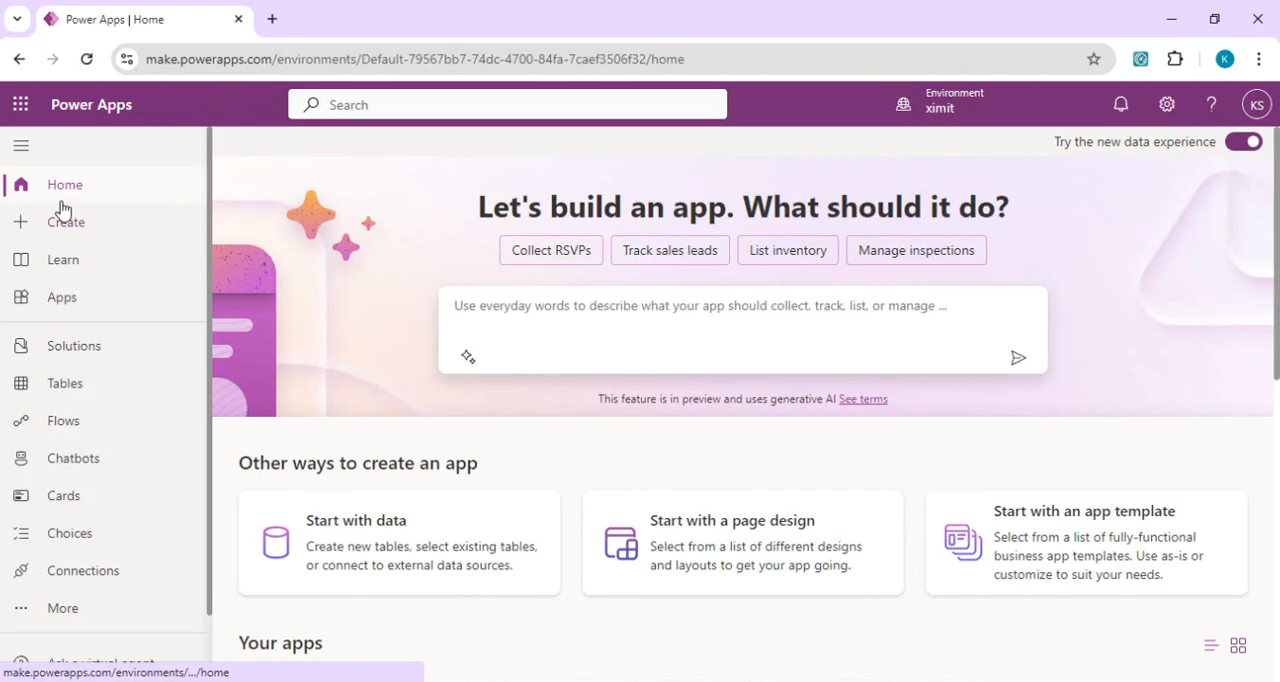 Power Apps | Home
make.powerapps.com/environments/Default-79567bb7-74dc-4700-84fa-7caef3506f32/home
K
Power Apps
Search
Environment
ximit
KS
Try the new data experience
Home
Create
Learn
Apps
Solutions
Tables
Flows
Chatbots
Cards
Choices
Connections
More
Ask a virtual agent
Let's build an app. What should it do?
Collect RSVPs
Track sales leads
List inventory
Manage inspections
Use everyday words to describe what your app should collect, track, list, or manage ...
This feature is in preview and uses generative AI See terms
Other ways to create an app
Start with data
Create new tables, select existing tables,
or connect to external data sources.
Start with a page design
Select from a list of different designs
and layouts to get your app going.
Start with an app template
Select from a list of fully-functional
business app templates. Use as-is or
customize to suit your needs.
Your apps
make.powerapps.com/environments/.../home